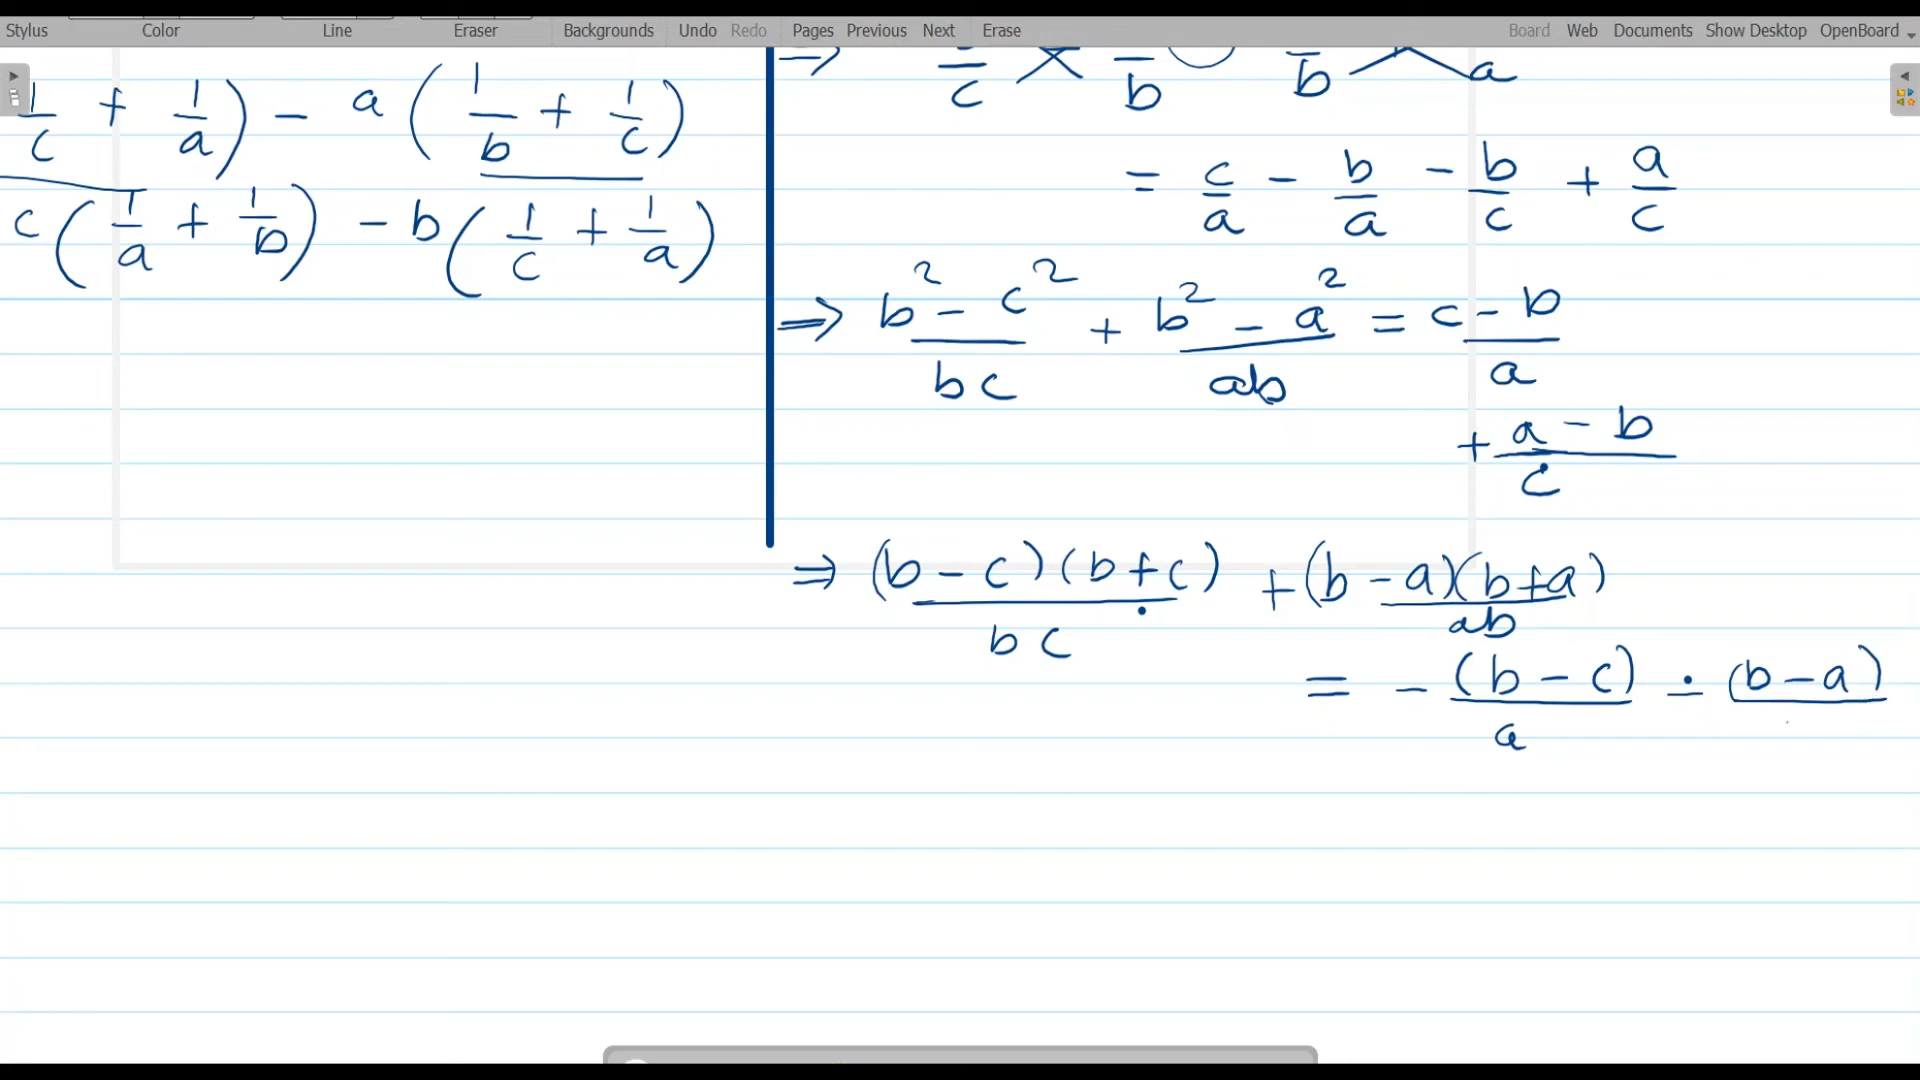 Stylus Color Line Eraser Backgrounds Undo Redo Pages Previous Next Erase Board Web Documents Show Desktop OpenBoard
1/c + 1/a) - a (1/b + 1/c)
c (1/a + 1/b) - b (1/c + 1/a)
⇒ /c /b /b a
= c/a - b/a - b/c + a/c
⇒ b² - c² / bc + b² - a² / ab = c - b / a
+ a - b / c
⇒ (b - c)(b + c) / bc + (b - a)(b + a) / ab
= - (b - c) / a - (b - a)